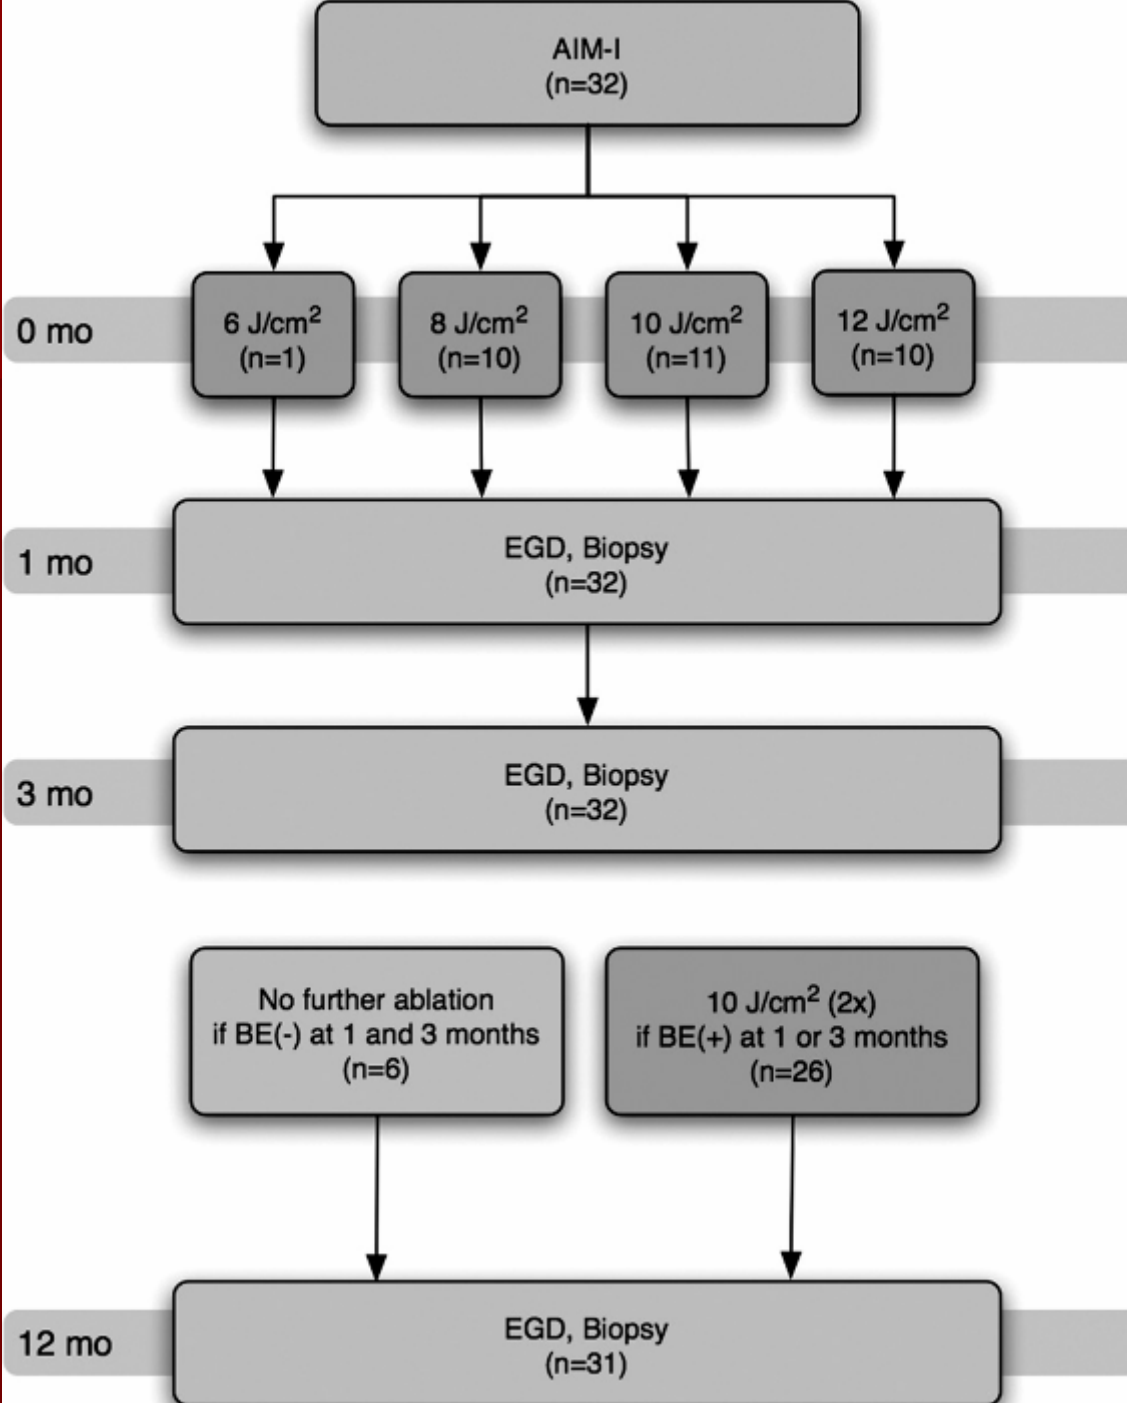 AIM-I
(n=32)
0 mo
6 J/cm²
(n=1)
8 J/cm²
(n=10)
10 J/cm²
(n=11)
12 J/cm²
(n=10)
1 mo
EGD, Biopsy
(n=32)
3 mo
EGD, Biopsy
(n=32)
No further ablation
if BE(-) at 1 and 3 months
(n=6)
10 J/cm² (2x)
if BE(+) at 1 or 3 months
(n=26)
12 mo
EGD, Biopsy
(n=31)